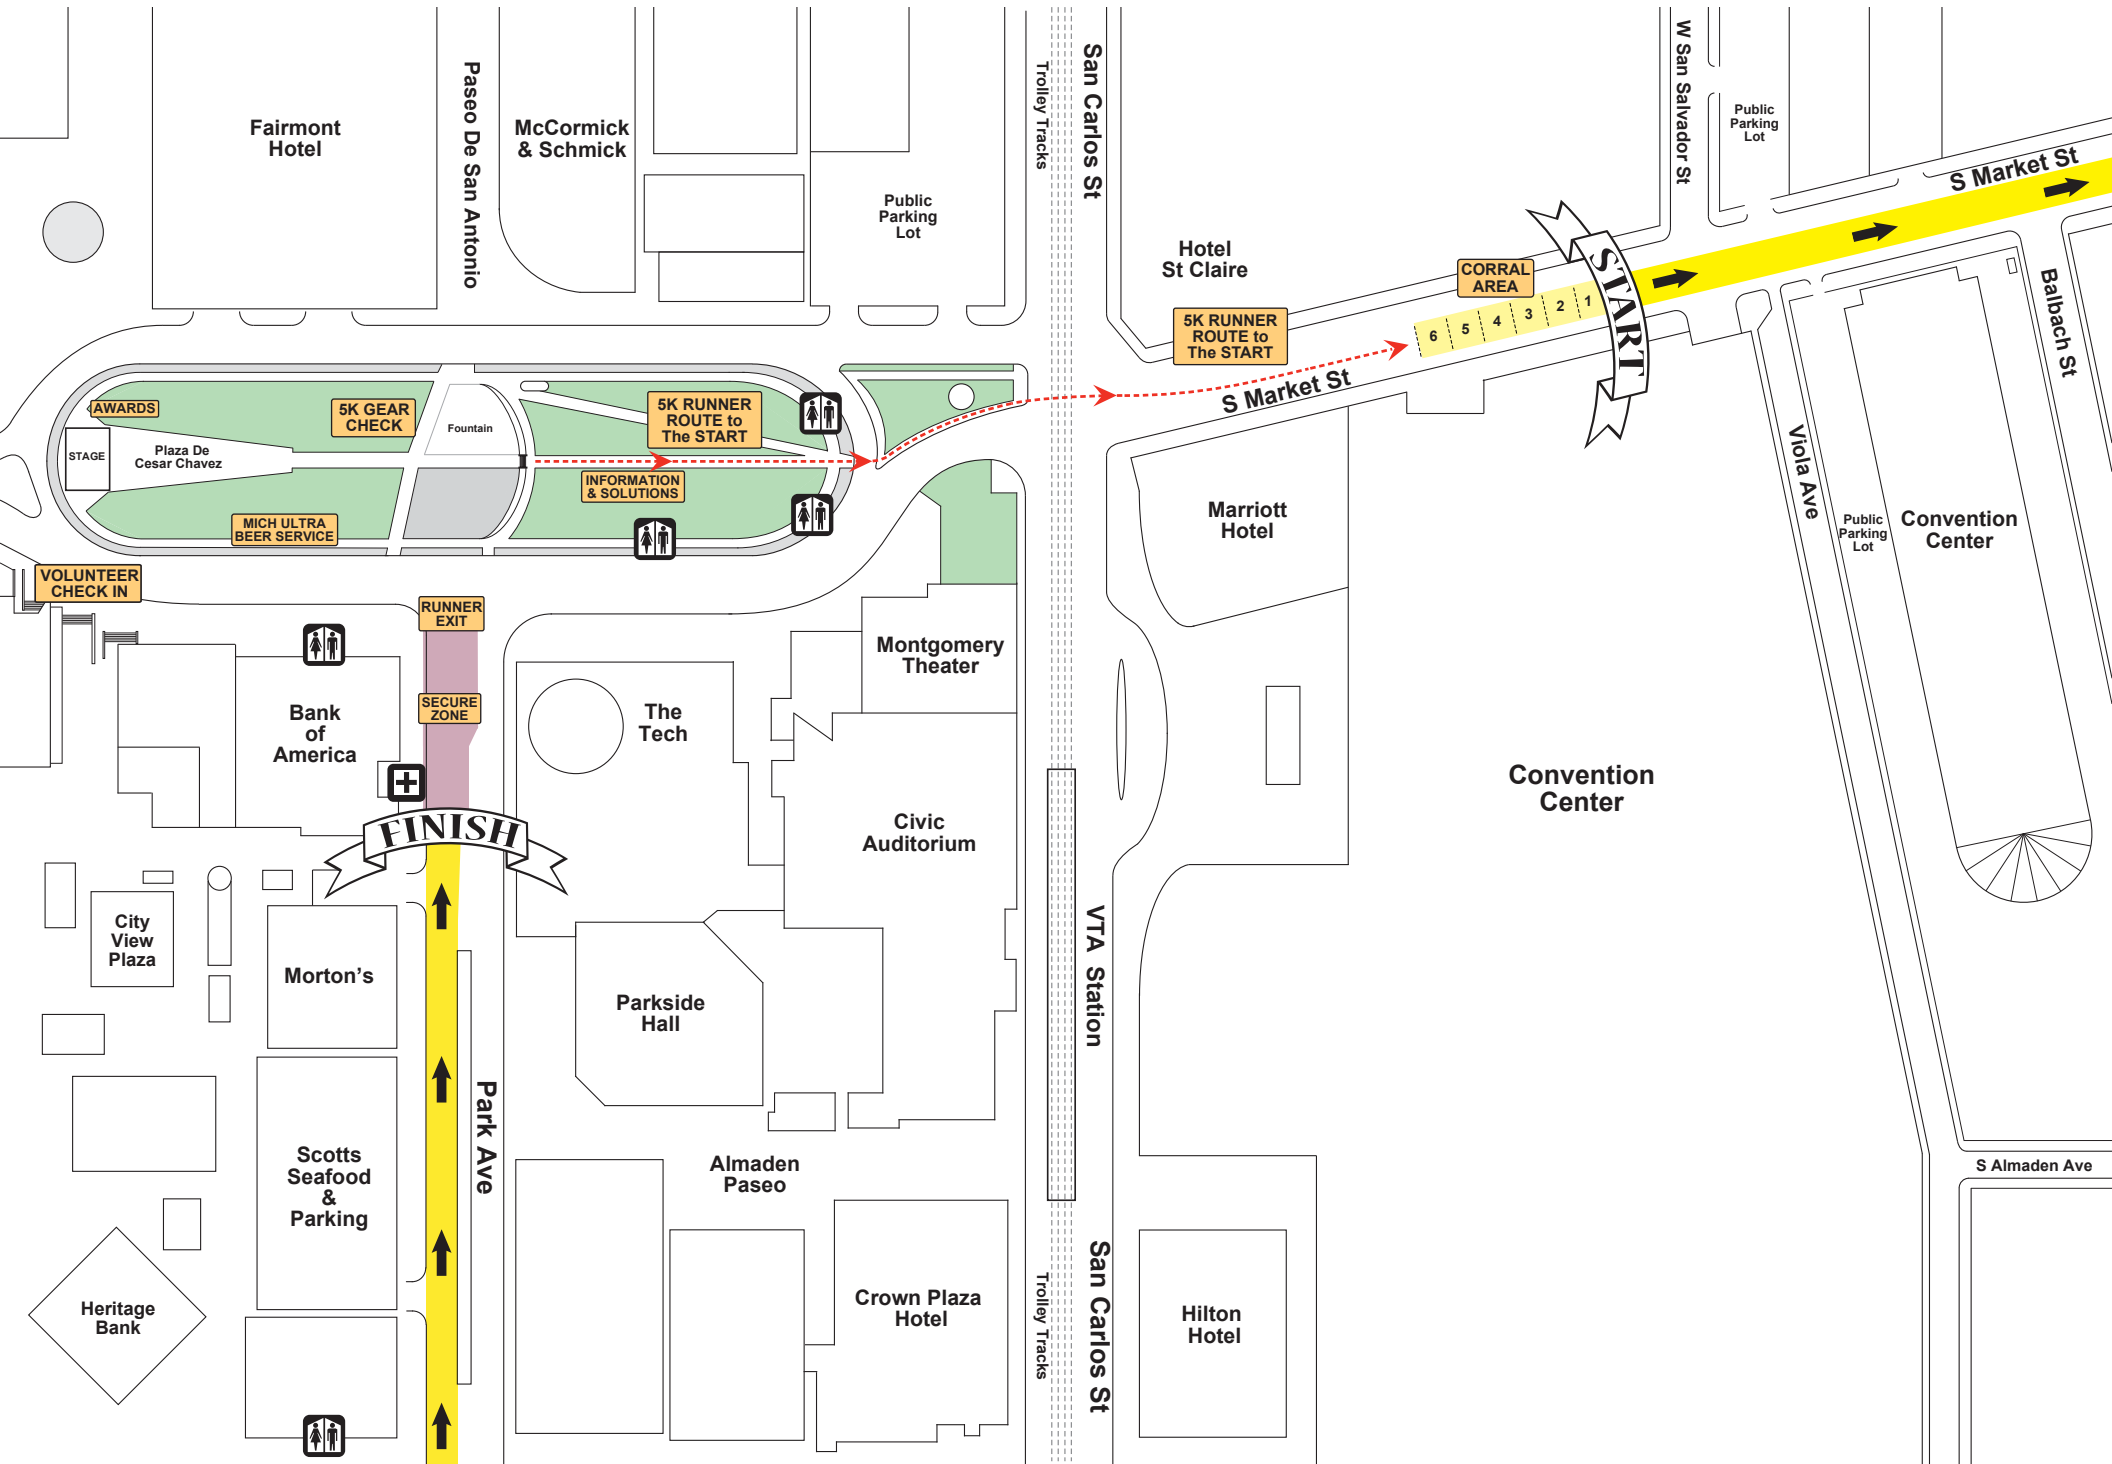 Fairmont
Hotel
Paseo De San Antonio
McCormick
& Schmick
Public
Parking
Lot
Trolley Tracks
San Carlos St
Hotel
St Claire
W San Salvador St
Public
Parking
Lot
S Market St
CORRAL
AREA
START
1
2
3
4
5
6
5K RUNNER
ROUTE to
The START
S Market St
Balbach St
Viola Ave
Public
Parking
Lot
Convention
Center
AWARDS
5K GEAR
CHECK
Fountain
5K RUNNER
ROUTE to
The START
STAGE
Plaza De
Cesar Chavez
INFORMATION
& SOLUTIONS
MICH ULTRA
BEER SERVICE
VOLUNTEER
CHECK IN
RUNNER
EXIT
SECURE
ZONE
Bank
of
America
FINISH
The
Tech
Montgomery
Theater
Civic
Auditorium
Marriott
Hotel
Convention
Center
City
View
Plaza
Morton's
Parkside
Hall
VTA Station
Park Ave
Scotts
Seafood
&
Parking
Almaden
Paseo
S Almaden Ave
Heritage
Bank
Crown Plaza
Hotel
Trolley Tracks
San Carlos St
Hilton
Hotel